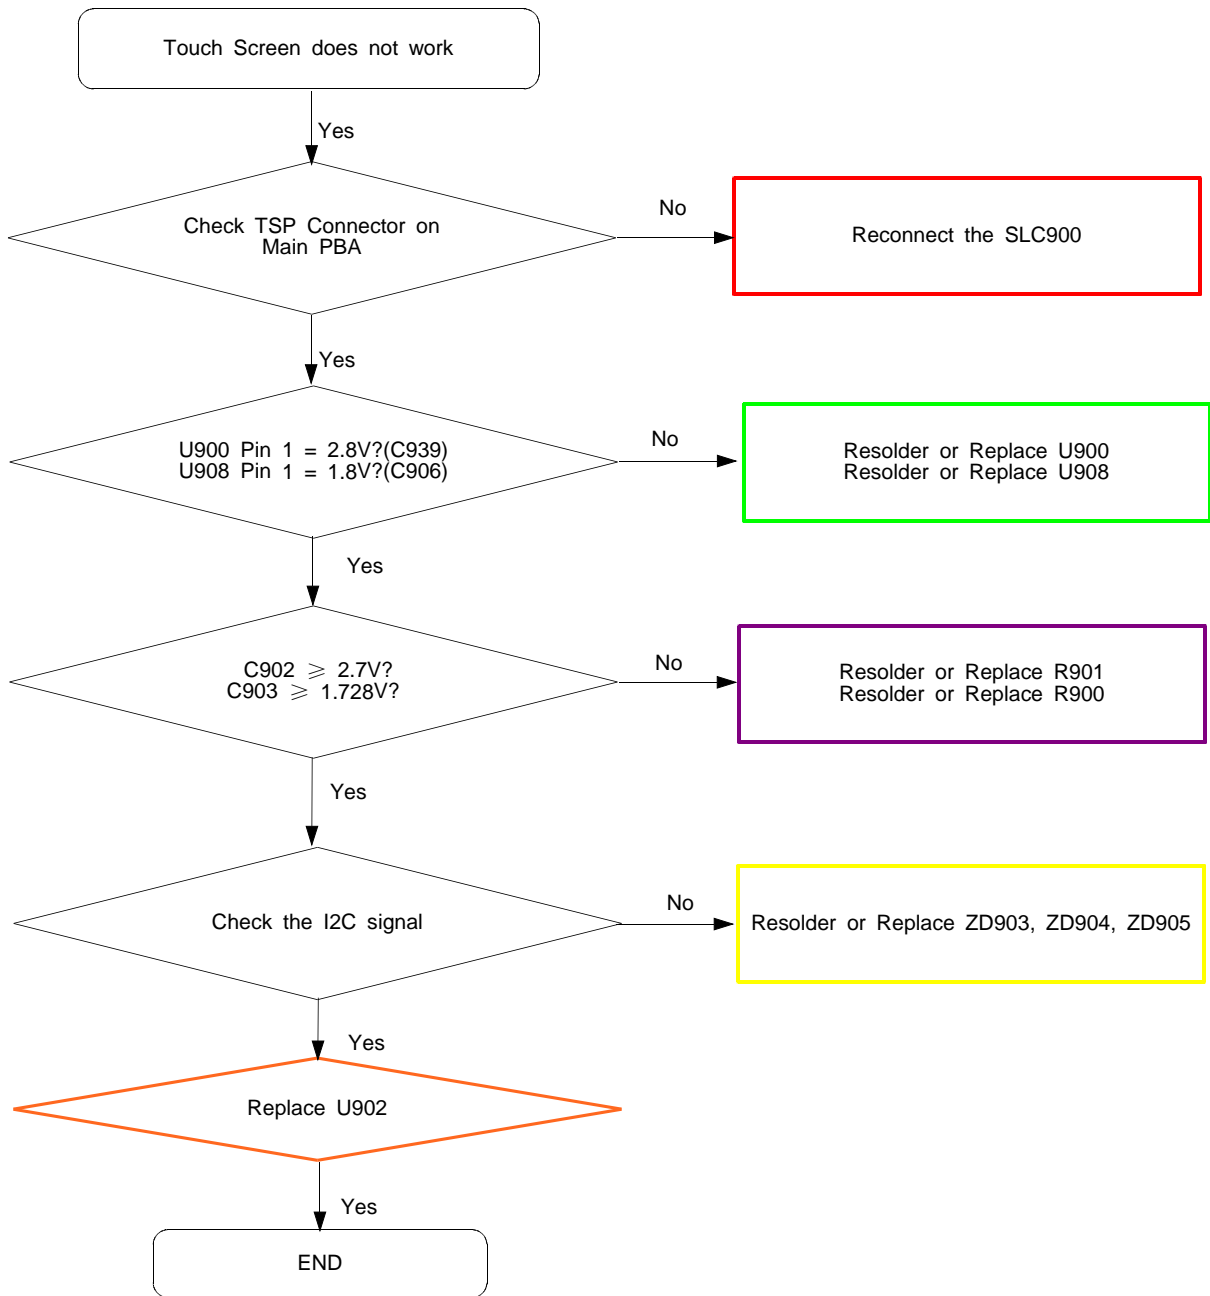 Touch Screen does not work
Yes
Check TSP Connector on
Main PBA
No
Reconnect the SLC900
Yes
U900 Pin 1 = 2.8V?(C939)
U908 Pin 1 = 1.8V?(C906)
No
Resolder or Replace U900
Resolder or Replace U908
Yes
C902 ≥ 2.7V?
C903 ≥ 1.728V?
No
Resolder or Replace R901
Resolder or Replace R900
Yes
Check the I2C signal
No
Resolder or Replace ZD903, ZD904, ZD905
Yes
Replace U902
Yes
END